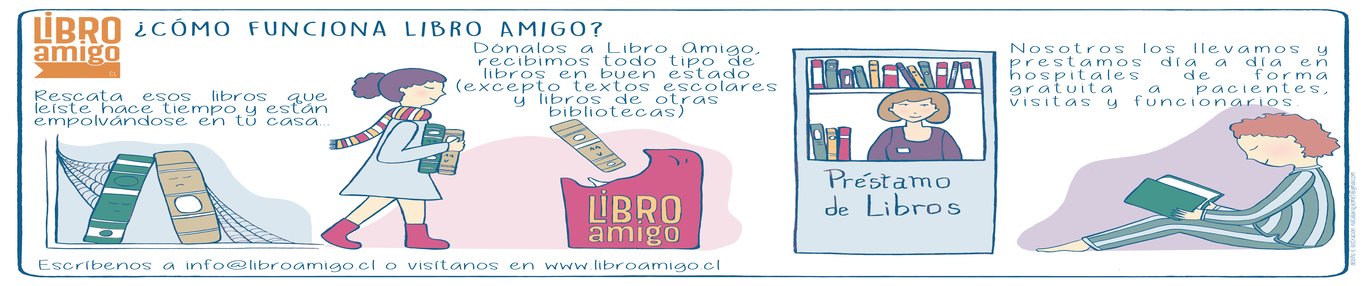 LiBRO
amigo
CL
¿CÓMO FUNCIONA LIBRO AMIGO?
Rescata esos libros que
leíste hace tiempo y están
empolvándose en tu casa...
Dónalos a Libro Amigo,
recibimos todo tipo de
libros en buen estado
(excepto textos escolares
y libros de otras
bibliotecas)
LiBRO
amigo
Préstamo
de Libros
Nosotros los llevamos y
prestamos día a día en
hospitales de forma
gratuita a pacientes,
visitas y funcionarios.
Escríbenos a info@libroamigo.cl o visítanos en www.libroamigo.cl